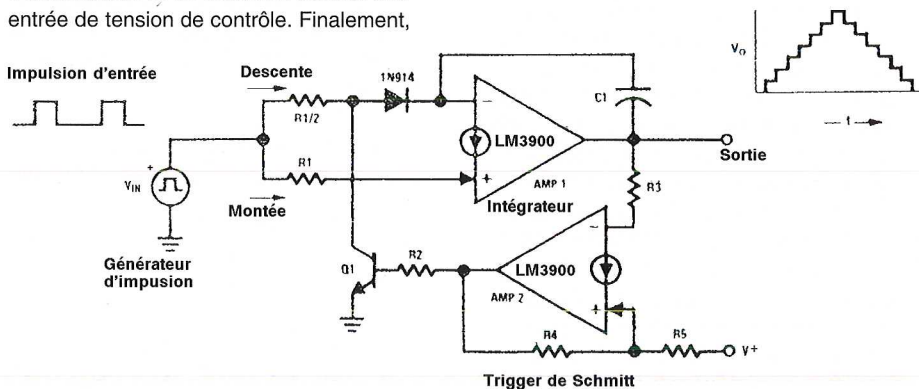 entrée de tension de contrôle. Finalement,
Impulsion d'entrée
Descente
1N914
R1/2
C1
Vo
t
LM3900
R1
AMP 1
Intégrateur
Sortie
VIN
Montée
R3
Générateur
d'impusion
Q1
R2
LM3900
AMP 2
R4
R5
V+
Trigger de Schmitt